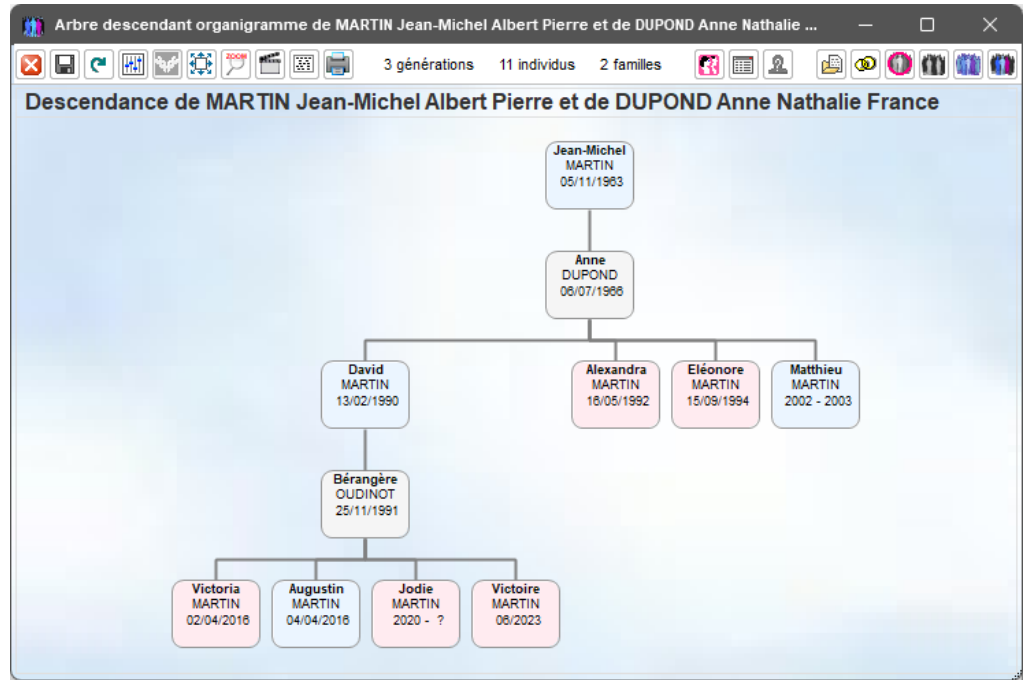 Arbre descendant organigramme de MARTIN Jean-Michel Albert Pierre et de DUPOND Anne Nathalie ...
ZOOM
3 générations 11 individus 2 familles
Descendance de MARTIN Jean-Michel Albert Pierre et de DUPOND Anne Nathalie France
Jean-Michel
MARTIN
05/11/1963
Anne
DUPOND
06/07/1966
David
MARTIN
13/02/1990
Alexandra
MARTIN
16/05/1992
Eléonore
MARTIN
15/09/1994
Matthieu
MARTIN
2002 - 2003
Bérangère
OUDINOT
25/11/1991
Victoria
MARTIN
02/04/2016
Augustin
MARTIN
04/04/2016
Jodie
MARTIN
2020 - ?
Victoire
MARTIN
06/2023